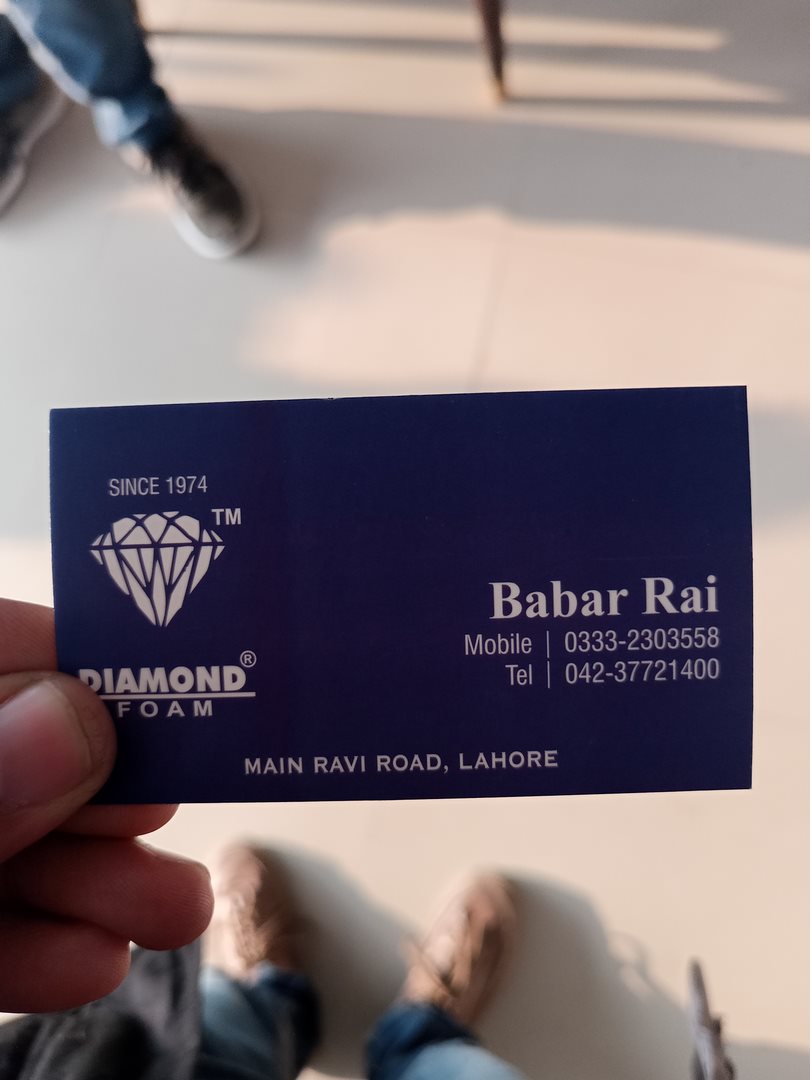 SINCE 1974
TM
DIAMOND®
FOAM
Babar Rai
Mobile | 0333-2303558
Tel | 042-37721400
MAIN RAVI ROAD, LAHORE